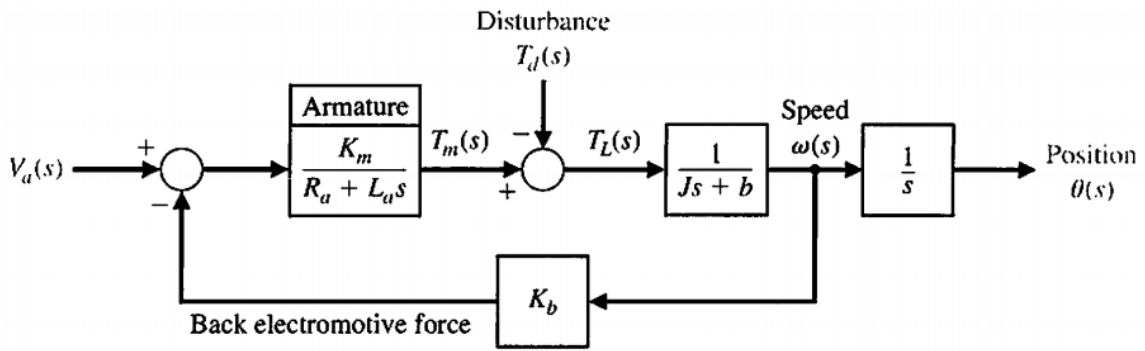 Disturbance
T_d(s)
Armature
Speed
K_m
R_a + L_a s
T_m(s)
T_L(s)
1
Js + b
ω(s)
1
s
V_a(s)
+
−
−
+
Position
θ(s)
K_b
Back electromotive force